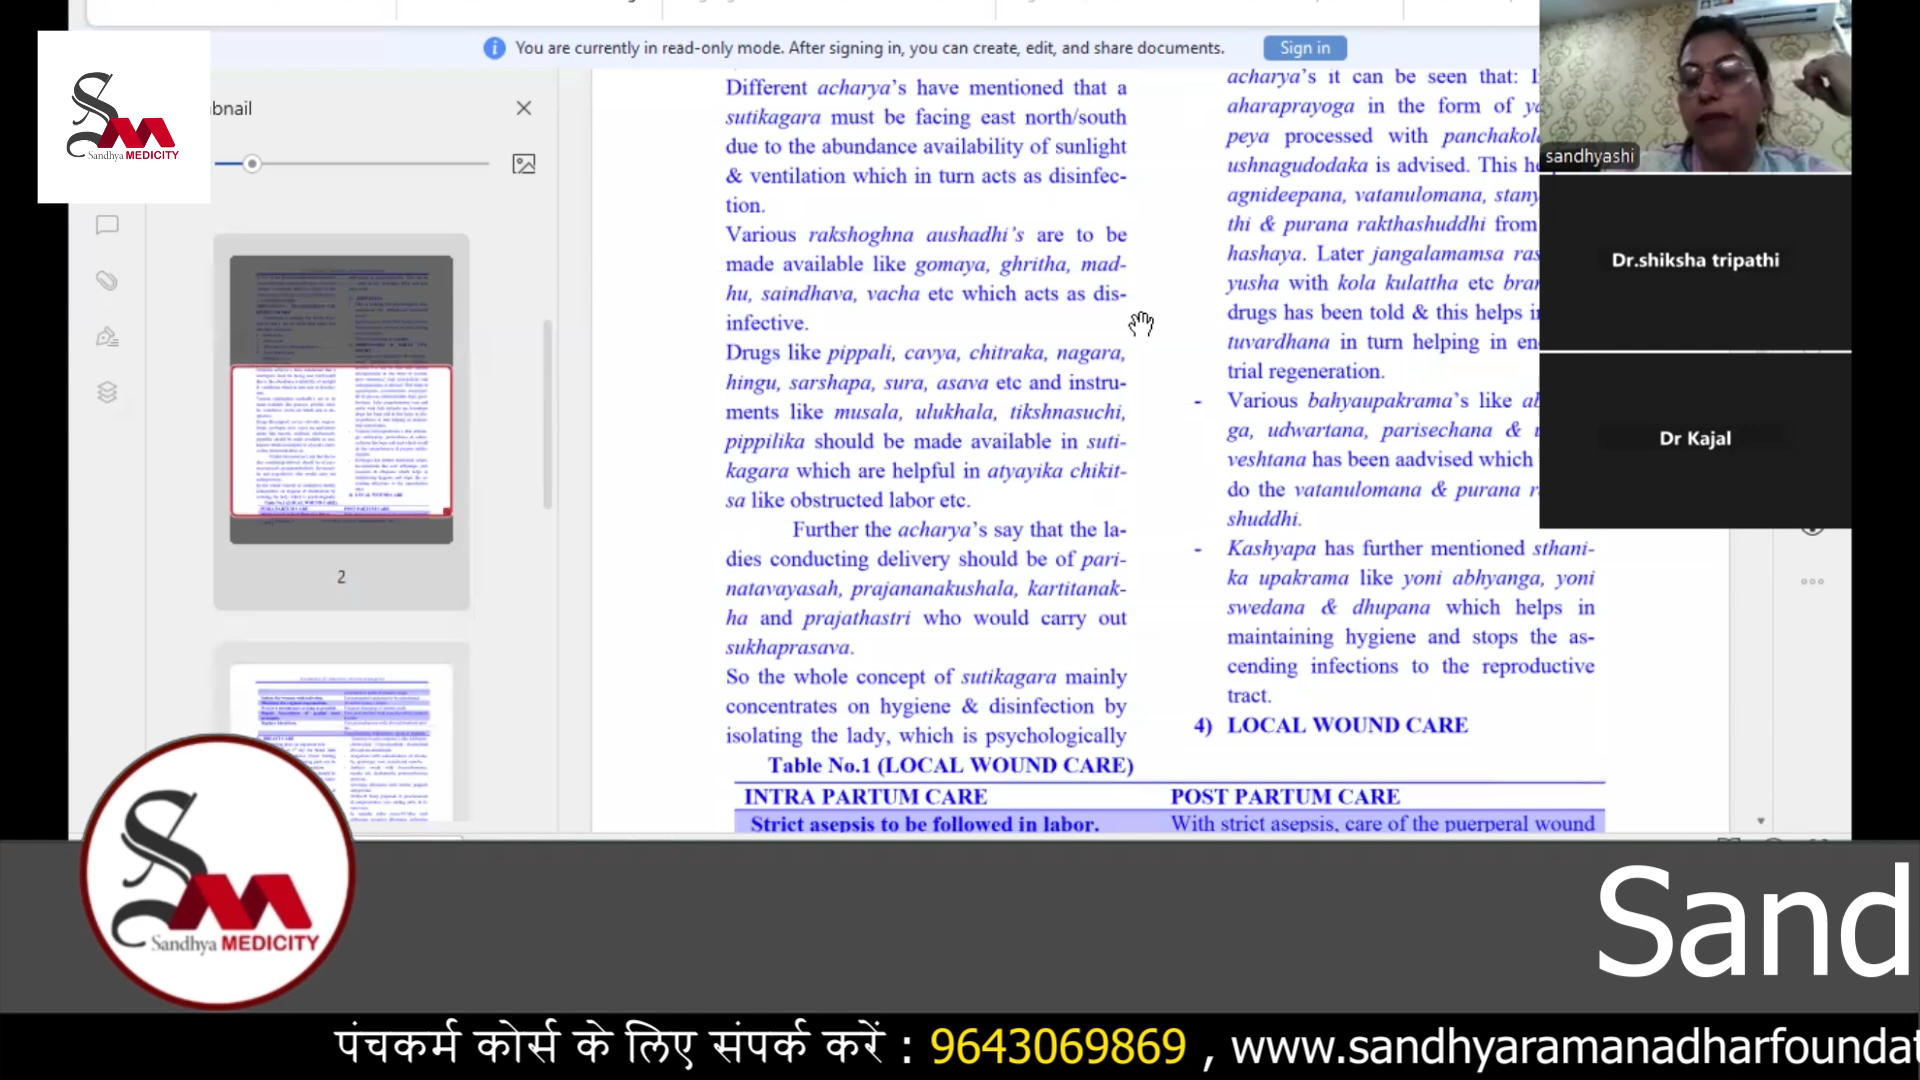 You are currently in read-only mode. After signing in, you can create, edit, and share documents.
Sign in
Sandhya MEDICITY
bnail
2
Different acharya's have mentioned that a
sutikagara must be facing east north/south
due to the abundance availability of sunlight
& ventilation which in turn acts as disinfec-
tion.
Various rakshoghna aushadhi's are to be
made available like gomaya, ghritha, mad-
hu, saindhava, vacha etc which acts as dis-
infective.
Drugs like pippali, cavya, chitraka, nagara,
hingu, sarshapa, sura, asava etc and instru-
ments like musala, ulukhala, tikshnasuchi,
pippilika should be made available in suti-
kagara which are helpful in atyayika chikit-
sa like obstructed labor etc.
Further the acharya's say that the la-
dies conducting delivery should be of pari-
natavayasah, prajananakushala, kartitanak-
ha and prajathastri who would carry out
sukhaprasava.
So the whole concept of sutikagara mainly
concentrates on hygiene & disinfection by
isolating the lady, which is psychologically
acharya's it can be seen that:
aharaprayoga in the form of
peya processed with
ushnagudodaka is advised. This
agnideepana, vatanulomana,
thi & purana rakthashuddhi from
hashaya. Later jangalamamsa
yusha with kola kulattha etc
drugs has been told & this helps
tuvardhana in turn helping in
trial regeneration.
- Various bahyaupakrama's like
ga, udwartana, parisechana &
veshtana has been aadvised which
do the vatanulomana & purana
shuddhi.
- Kashyapa has further mentioned sthani-
ka upakrama like yoni abhyanga, yoni
swedana & dhupana which helps in
maintaining hygiene and stops the as-
cending infections to the reproductive
tract.
4) LOCAL WOUND CARE
Table No.1 (LOCAL WOUND CARE)
INTRA PARTUM CARE POST PARTUM CARE
Strict asepsis to be followed in labor. With strict asepsis, care of the puerperal wound
sandhyashi
Dr.shiksha tripathi
Dr Kajal
Sandhya MEDICITY
Sand
पंचकर्म कोर्स के लिए संपर्क करें : 9643069869 , www.sandhyaramanadharfoundat